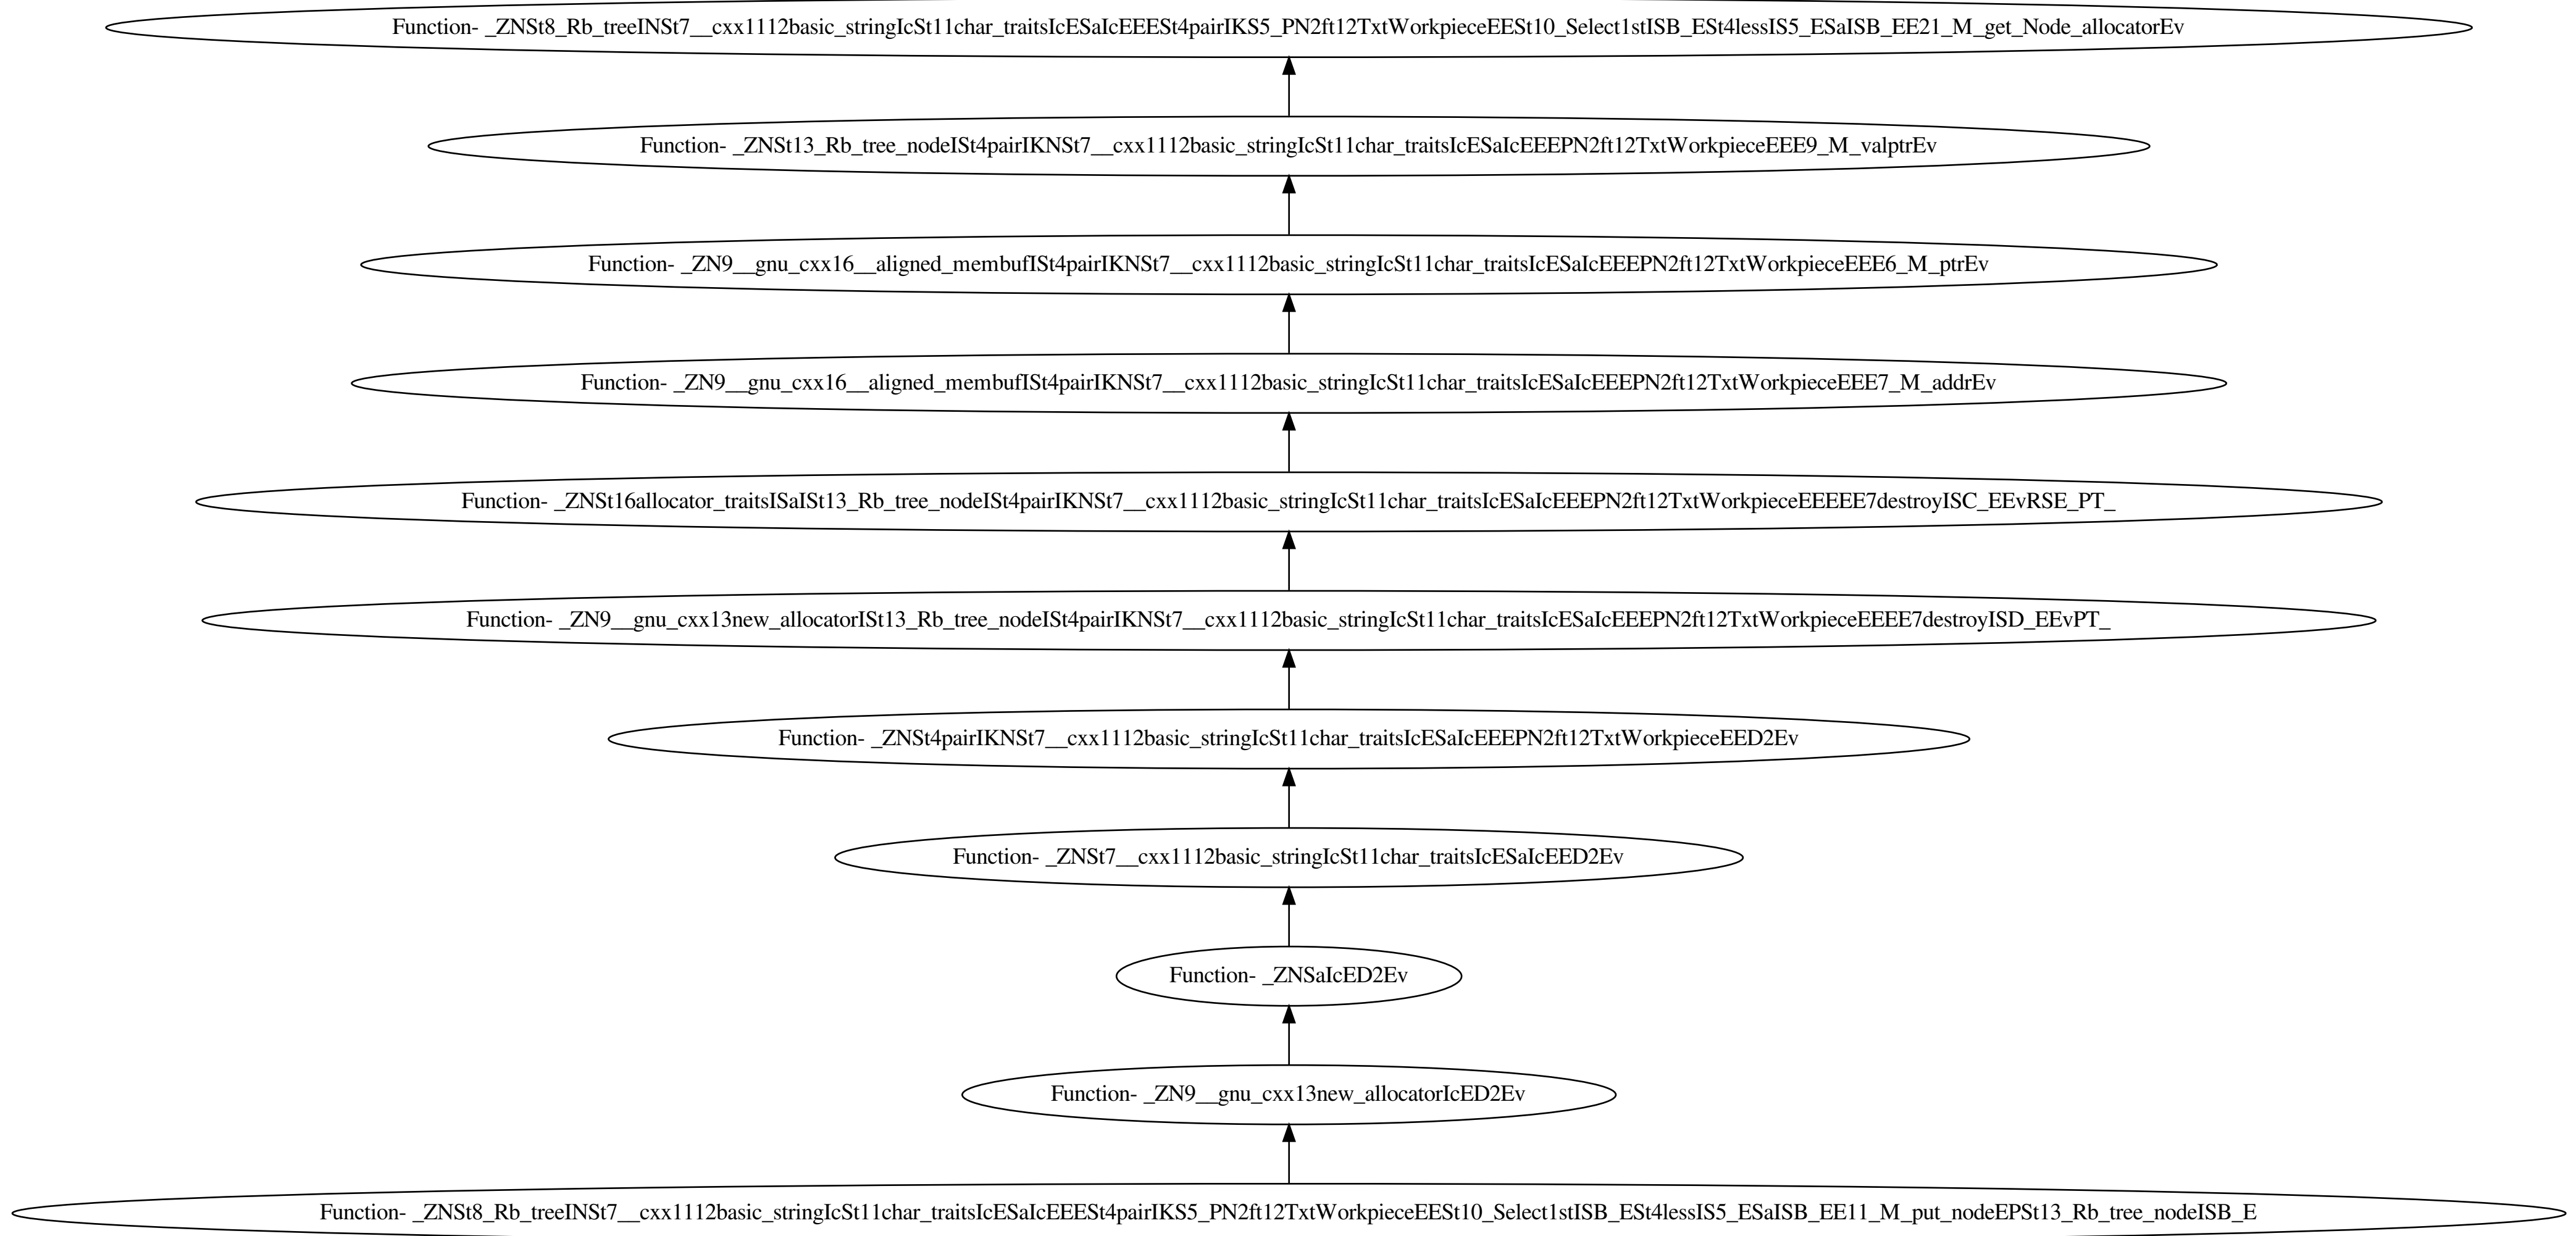 Function- _ZNSt8_Rb_treeINSt7__cxx1112basic_stringIcSt11char_traitsIcESaIcEEESt4pairIKS5_PN2ft12TxtWorkpieceEESt10_Select1stISB_ESt4lessIS5_ESaISB_EE21_M_get_Node_allocatorEv
Function- _ZNSt13_Rb_tree_nodeISt4pairIKNSt7__cxx1112basic_stringIcSt11char_traitsIcESaIcEEEPN2ft12TxtWorkpieceEEE9_M_valptrEv
Function- _ZN9__gnu_cxx16__aligned_membufISt4pairIKNSt7__cxx1112basic_stringIcSt11char_traitsIcESaIcEEEPN2ft12TxtWorkpieceEEE6_M_ptrEv
Function- _ZN9__gnu_cxx16__aligned_membufISt4pairIKNSt7__cxx1112basic_stringIcSt11char_traitsIcESaIcEEEPN2ft12TxtWorkpieceEEE7_M_addrEv
Function- _ZNSt16allocator_traitsISaISt13_Rb_tree_nodeISt4pairIKNSt7__cxx1112basic_stringIcSt11char_traitsIcESaIcEEEPN2ft12TxtWorkpieceEEEEE7destroyISC_EEvRSE_PT_
Function- _ZN9__gnu_cxx13new_allocatorISt13_Rb_tree_nodeISt4pairIKNSt7__cxx1112basic_stringIcSt11char_traitsIcESaIcEEEPN2ft12TxtWorkpieceEEEE7destroyISD_EEvPT_
Function- _ZNSt4pairIKNSt7__cxx1112basic_stringIcSt11char_traitsIcESaIcEEEPN2ft12TxtWorkpieceEED2Ev
Function- _ZNSt7__cxx1112basic_stringIcSt11char_traitsIcESaIcEED2Ev
Function- _ZNSaIcED2Ev
Function- _ZN9__gnu_cxx13new_allocatorIcED2Ev
Function- _ZNSt8_Rb_treeINSt7__cxx1112basic_stringIcSt11char_traitsIcESaIcEEESt4pairIKS5_PN2ft12TxtWorkpieceEESt10_Select1stISB_ESt4lessIS5_ESaISB_EE11_M_put_nodeEPSt13_Rb_tree_nodeISB_E